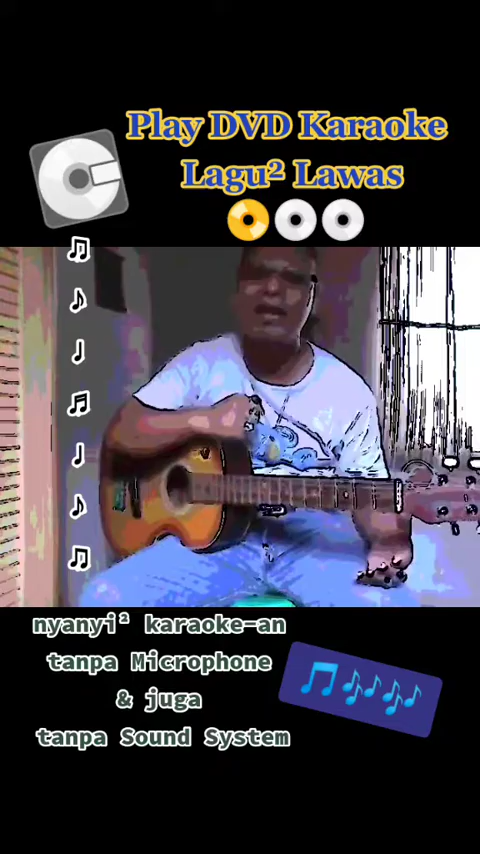 Play DVD Karaoke
Lagu² Lawas
nyanyi² karaoke-an
tanpa Microphone
& juga
tanpa Sound System